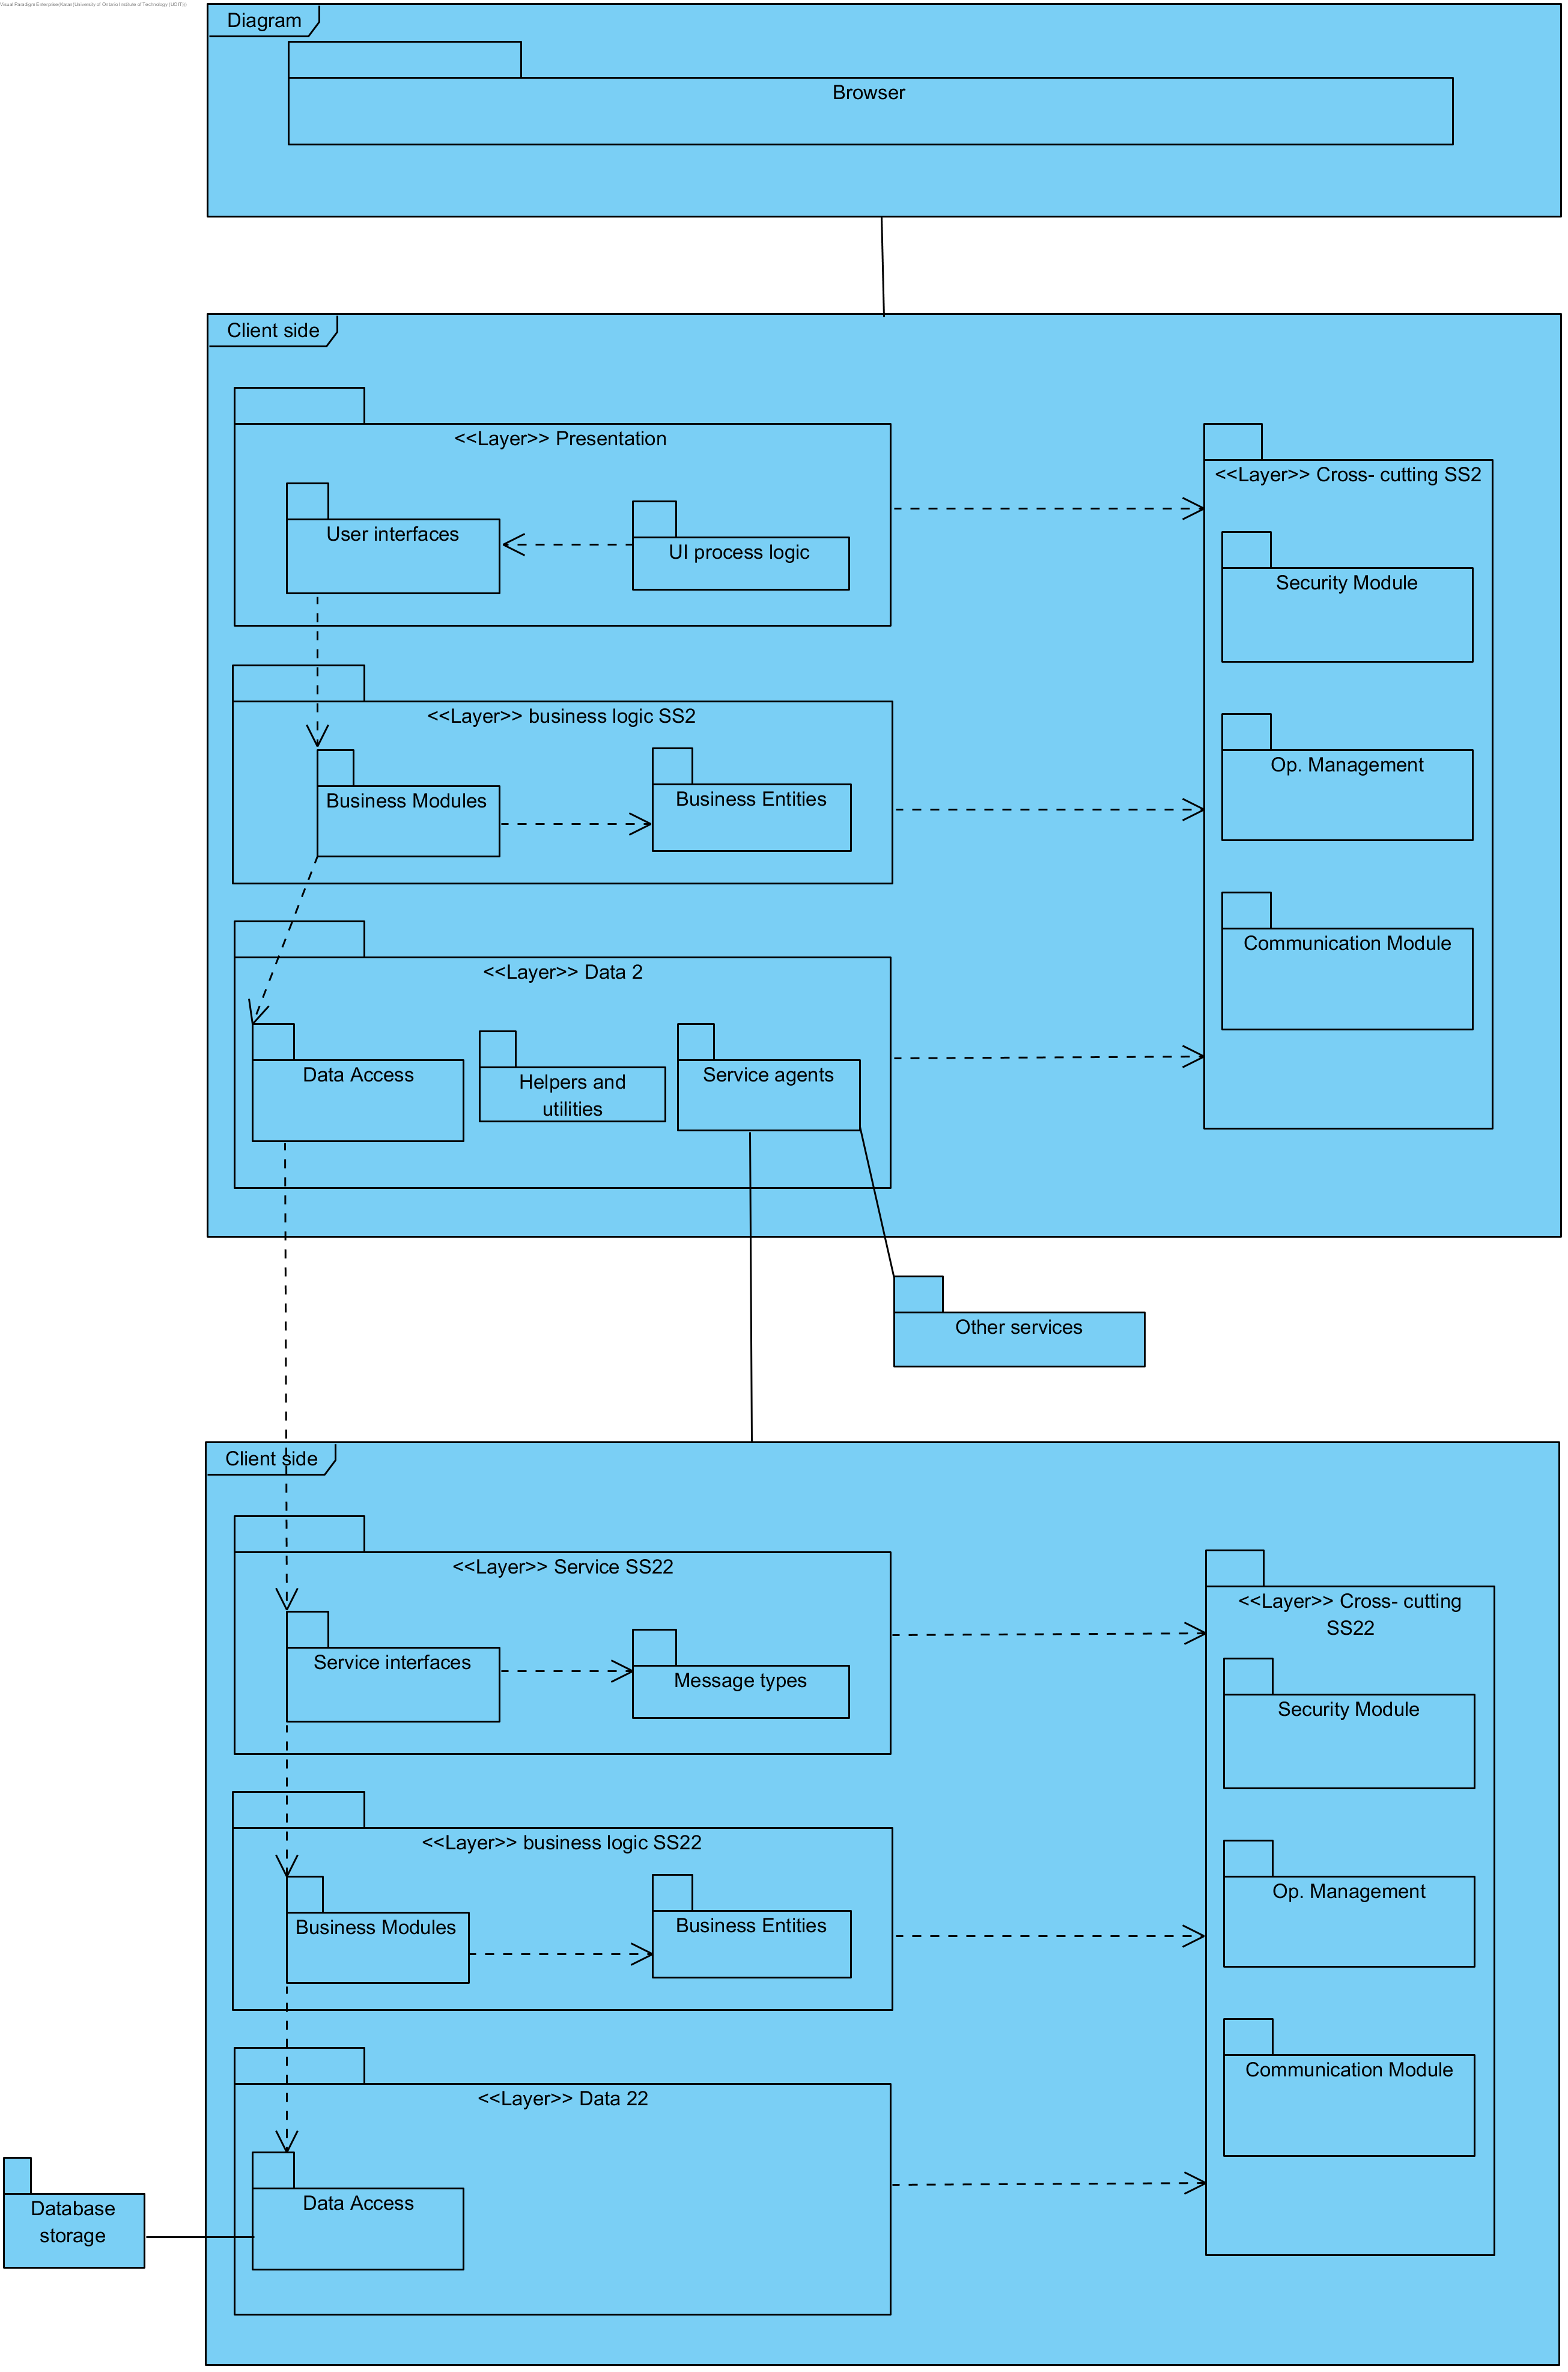 Visual Paradigm Enterprise(Karan(University of Ontario Institute of Technology (UOIT)))
Diagram
Browser
Client side
<<Layer>> Presentation
User interfaces
UI process logic
<<Layer>> Cross- cutting SS2
Security Module
<<Layer>> business logic SS2
Business Modules
Business Entities
Op. Management
Communication Module
<<Layer>> Data 2
Data Access
Helpers and
utilities
Service agents
Other services
Client side
<<Layer>> Service SS22
Service interfaces
Message types
<<Layer>> Cross- cutting
SS22
Security Module
<<Layer>> business logic SS22
Business Modules
Business Entities
Op. Management
Communication Module
<<Layer>> Data 22
Data Access
Database
storage